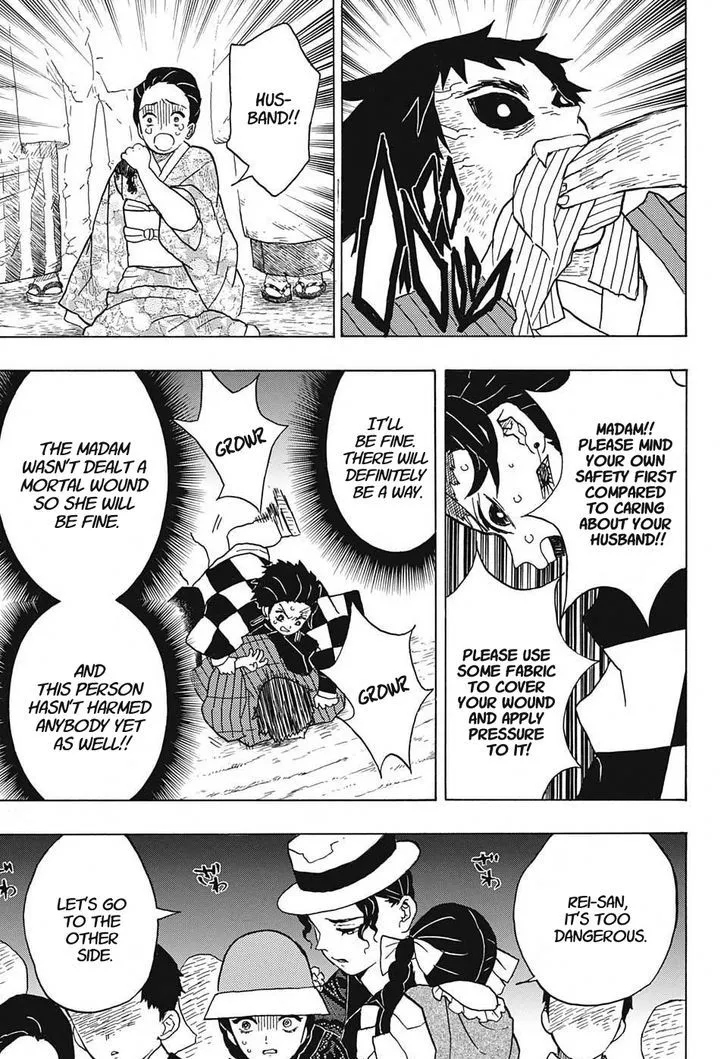 HUS-
BAND!!
MADAM!!
PLEASE MIND
YOUR OWN
SAFETY FIRST
COMPARED
TO CARING
ABOUT YOUR
HUSBAND!!
PLEASE USE
SOME FABRIC
TO COVER
YOUR WOUND
AND APPLY
PRESSURE
TO IT!
IT'LL
BE FINE.
THERE WILL
DEFINITELY
BE A WAY.
GROWR
GROWR
THE MADAM
WASN'T DEALT A
MORTAL WOUND
SO SHE WILL
BE FINE.
AND
THIS PERSON
HASN'T HARMED
ANYBODY YET
AS WELL!!
REI-SAN,
IT'S TOO
DANGEROUS.
LET'S GO
TO THE
OTHER
SIDE.